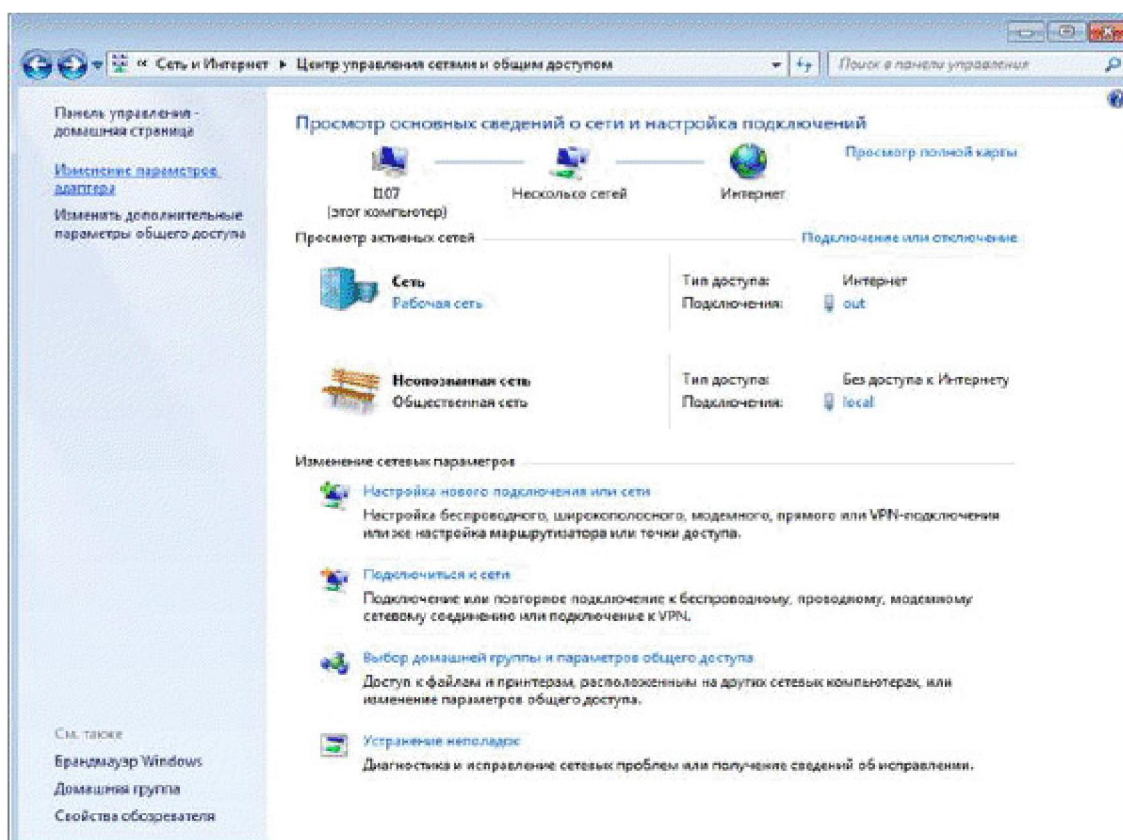 « Сеть и Интернет ▸ Центр управления сетями и общим доступом
Поиск в панели управления
Панель управления -
домашняя страница
Изменение параметров
адаптера
Изменить дополнительные
параметры общего доступа
Просмотр основных сведений о сети и настройка подключений
Просмотр полной карты
I107
(этот компьютер)
Несколько сетей
Интернет
Просмотр активных сетей
Подключение или отключение
Сеть
Рабочая сеть
Тип доступа: Интернет
Подключения: out
Неопознанная сеть
Общественная сеть
Тип доступа: Без доступа к Интернету
Подключения: local
Изменение сетевых параметров
Настройка нового подключения или сети
Настройка беспроводного, широкополосного, модемного, прямого или VPN-подключения
или же настройка маршрутизатора или точки доступа.
Подключиться к сети
Подключение или повторное подключение к беспроводному, проводному, модемному
сетевому соединению или подключение к VPN.
Выбор домашней группы и параметров общего доступа
Доступ к файлам и принтерам, расположенным на других сетевых компьютерах, или
изменение параметров общего доступа.
Устранение неполадок
Диагностика и исправление сетевых проблем или получение сведений об исправлении.
См. также
Брандмауэр Windows
Домашняя группа
Свойства обозревателя